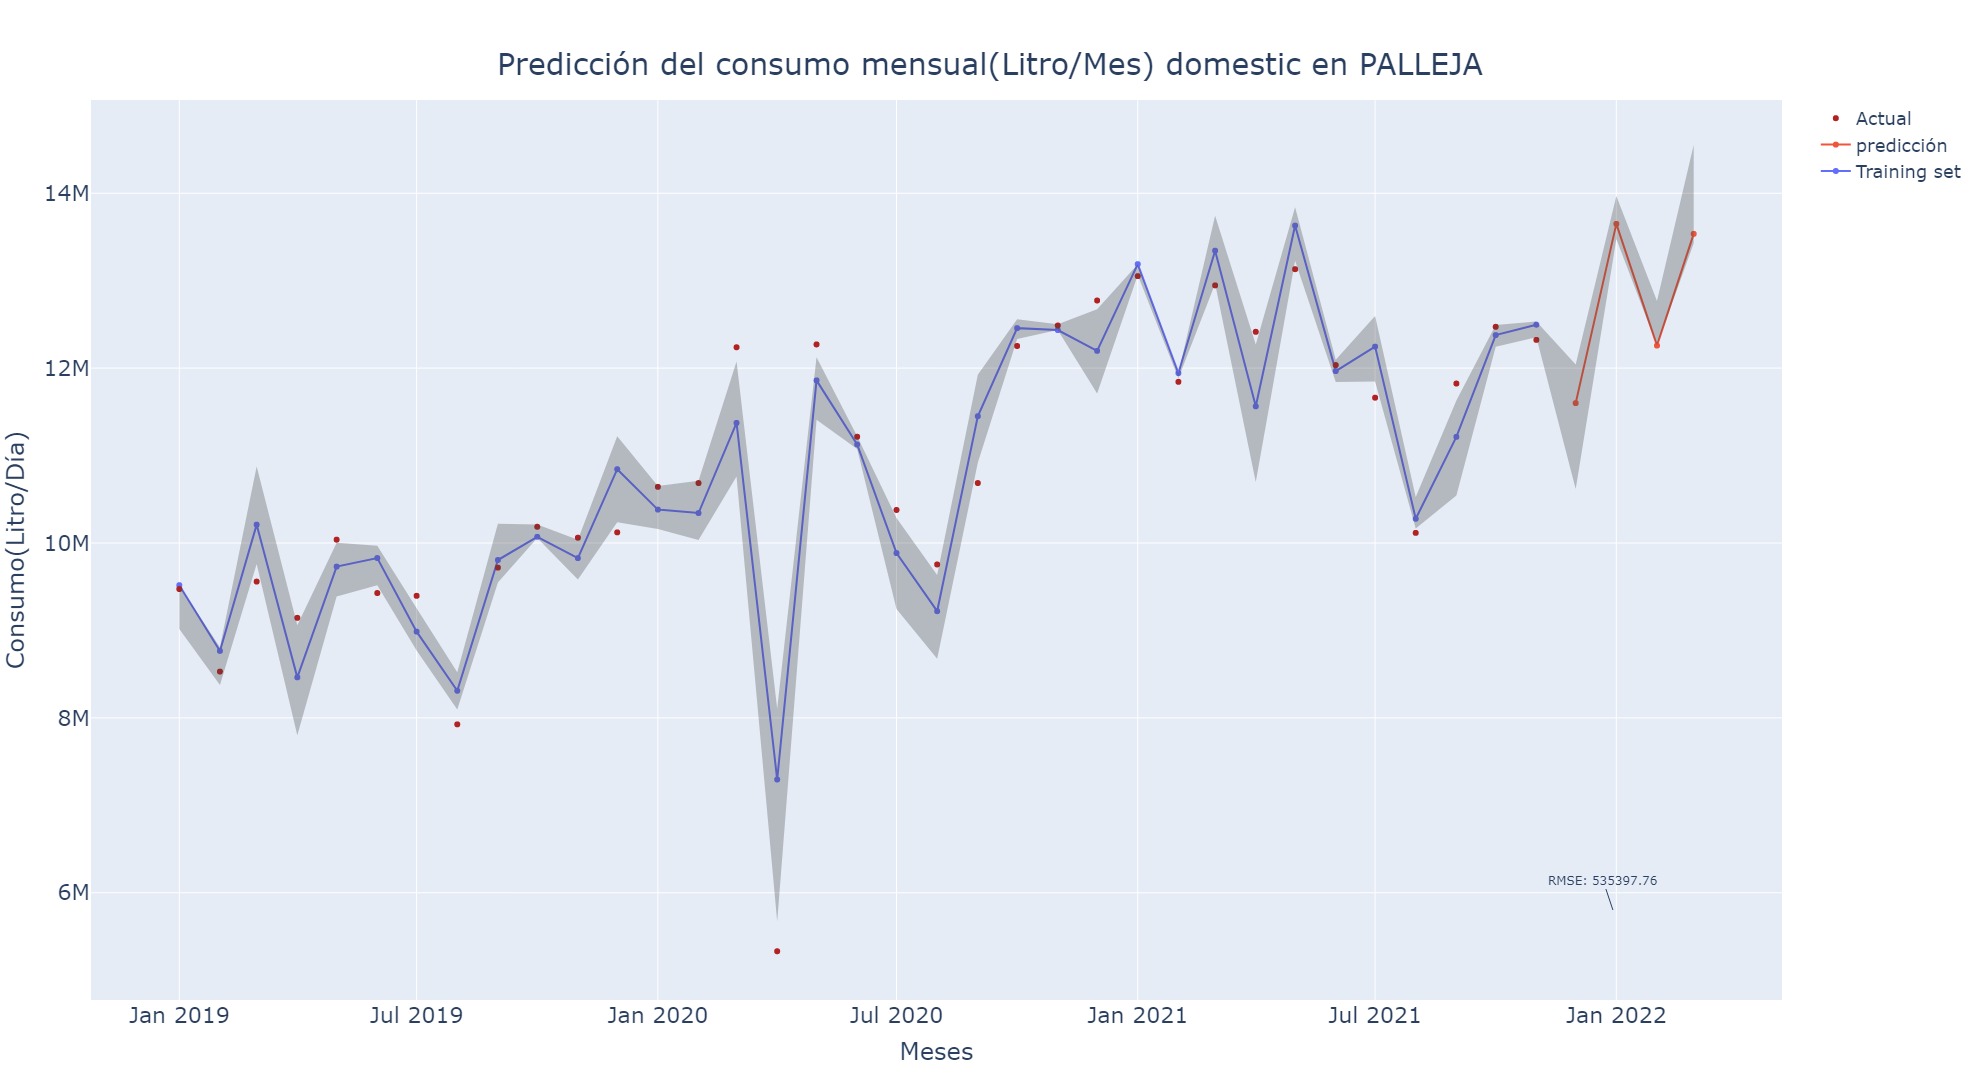 Predicción del consumo mensual(Litro/Mes) domestic en PALLEJA
Actual
predicción
Training set
14M
12M
10M
8M
6M
Consumo(Litro/Día)
RMSE: 535397.76
Jan 2019
Jul 2019
Jan 2020
Jul 2020
Jan 2021
Jul 2021
Jan 2022
Meses